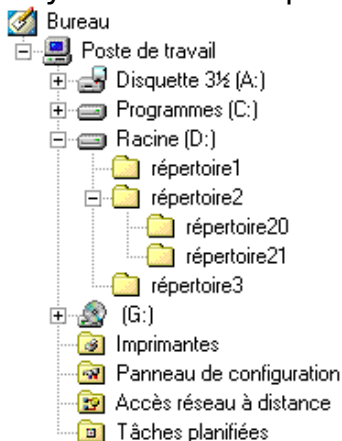 Bureau
Poste de travail
Disquette 3½ (A:)
Programmes (C:)
Racine (D:)
répertoire1
répertoire2
répertoire20
répertoire21
répertoire3
(G:)
Imprimantes
Panneau de configuration
Accès réseau à distance
Tâches planifiées